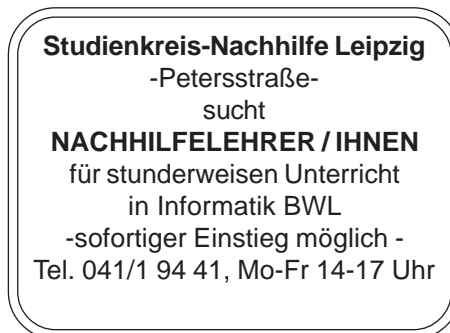 Studienkreis-Nachhilfe Leipzig
-Petersstraße-
sucht
NACHHILFELEHRER / IHNEN
für stunderweisen Unterricht
in Informatik BWL
-sofortiger Einstieg möglich -
Tel. 041/1 94 41, Mo-Fr 14-17 Uhr